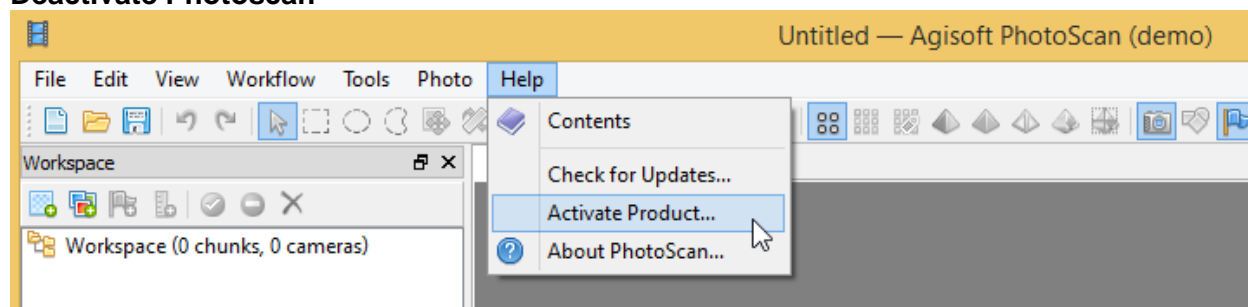 Deactivate Photoscan
Untitled — Agisoft PhotoScan (demo)
File Edit View Workflow Tools Photo Help
Contents
Workspace
Check for Updates...
Activate Product...
Workspace (0 chunks, 0 cameras)
About PhotoScan...